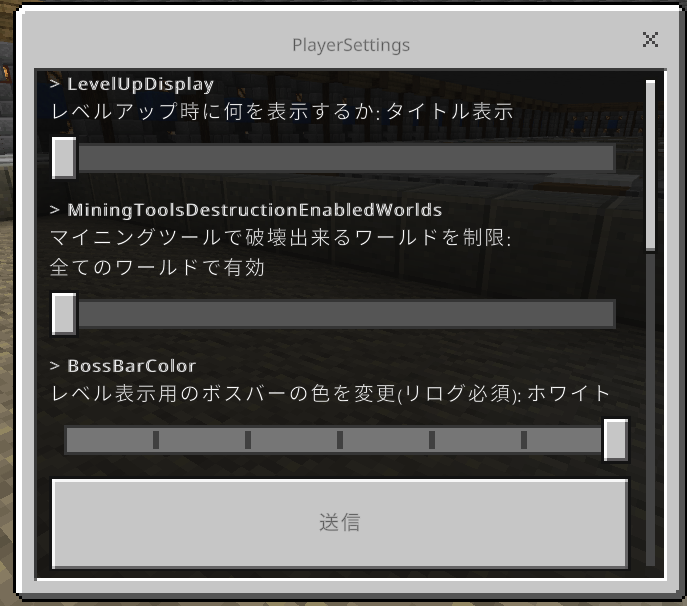 PlayerSettings
> LevelUpDisplay
レベルアップ時に何を表示するか: タイトル表示
> MiningToolsDestructionEnabledWorlds
マイニングツールで破壊出来るワールドを制限:
全てのワールドで有効
> BossBarColor
レベル表示用のボスバーの色を変更(リログ必須): ホワイト
送信